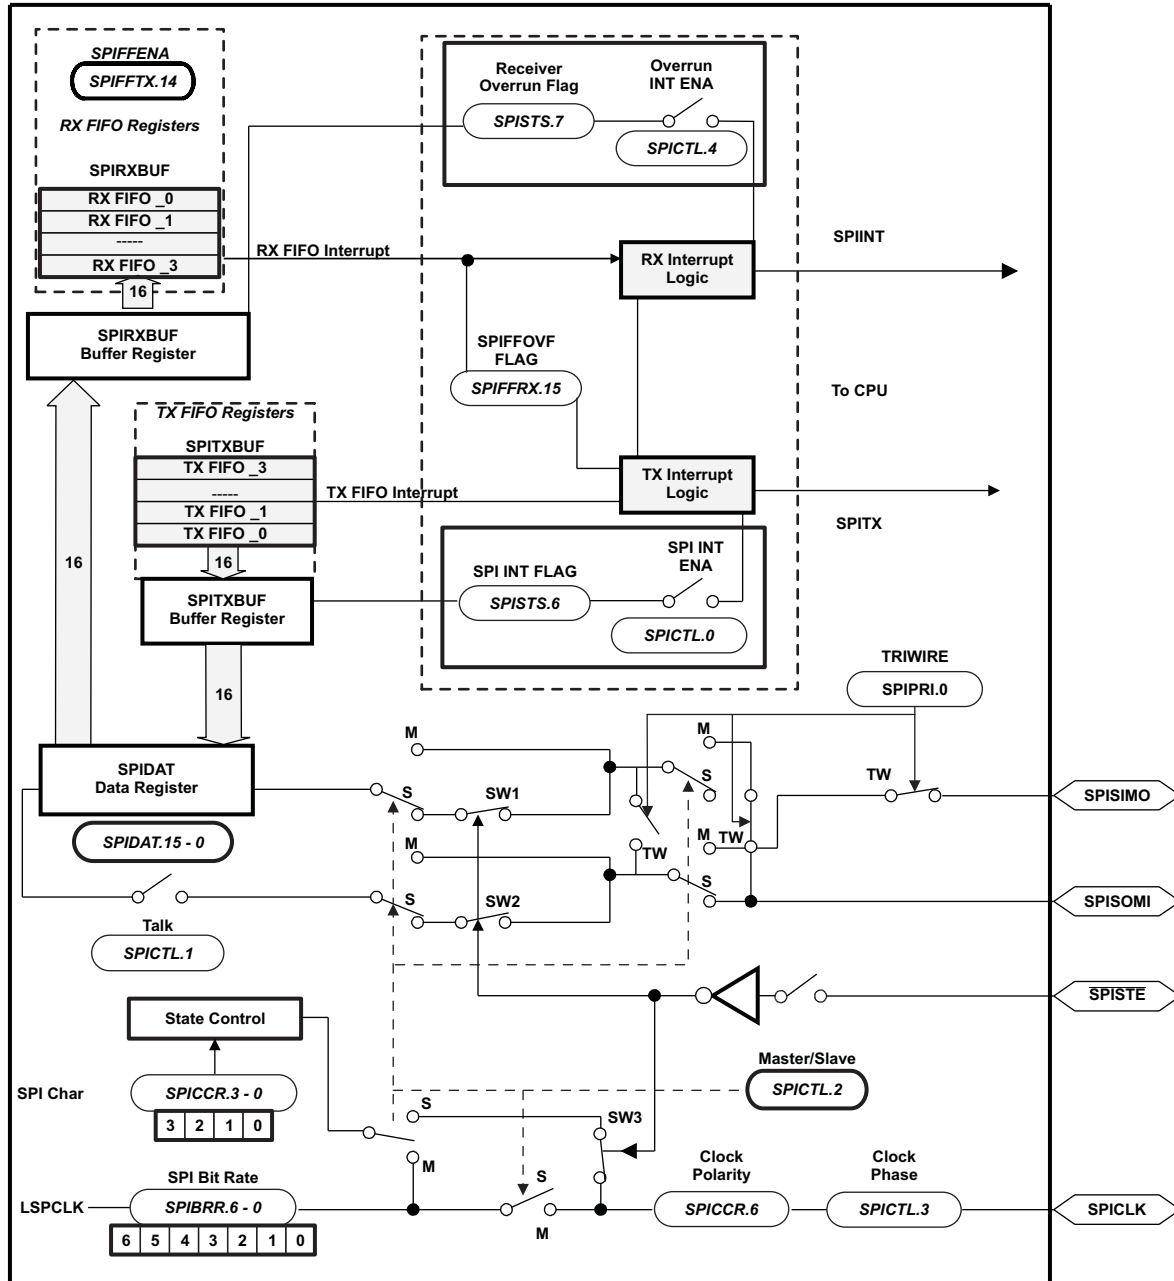 SPIFFENA
SPIFFTX.14
RX FIFO Registers
SPIRXBUF
RX FIFO _0
RX FIFO _1
-----
RX FIFO _3
16
SPIRXBUF
Buffer Register
Receiver
Overrun Flag
SPISTS.7
Overrun
INT ENA
SPICTL.4
RX FIFO Interrupt
RX Interrupt
Logic
SPIINT
SPIFFOVF
FLAG
SPIFFRX.15
To CPU
TX FIFO Registers
SPITXBUF
TX FIFO _3
-----
TX FIFO _1
TX FIFO _0
TX FIFO Interrupt
TX Interrupt
Logic
SPITX
16
16
SPITXBUF
Buffer Register
SPI INT FLAG
SPISTS.6
SPI INT
ENA
SPICTL.0
16
TRIWIRE
SPIPRI.0
SPIDAT
Data Register
SPIDAT.15 - 0
M
S
SW1
M
S
TW
SPISIMO
M
S
SW2
TW
M
TW
S
SPISOMI
Talk
SPICTL.1
SPISTE
State Control
Master/Slave
SPICTL.2
SPI Char
SPICCR.3 - 0
3 2 1 0
S
M
SW3
S
M
LSPCLK
SPI Bit Rate
SPIBRR.6 - 0
6 5 4 3 2 1 0
Clock
Polarity
SPICCR.6
Clock
Phase
SPICTL.3
SPICLK